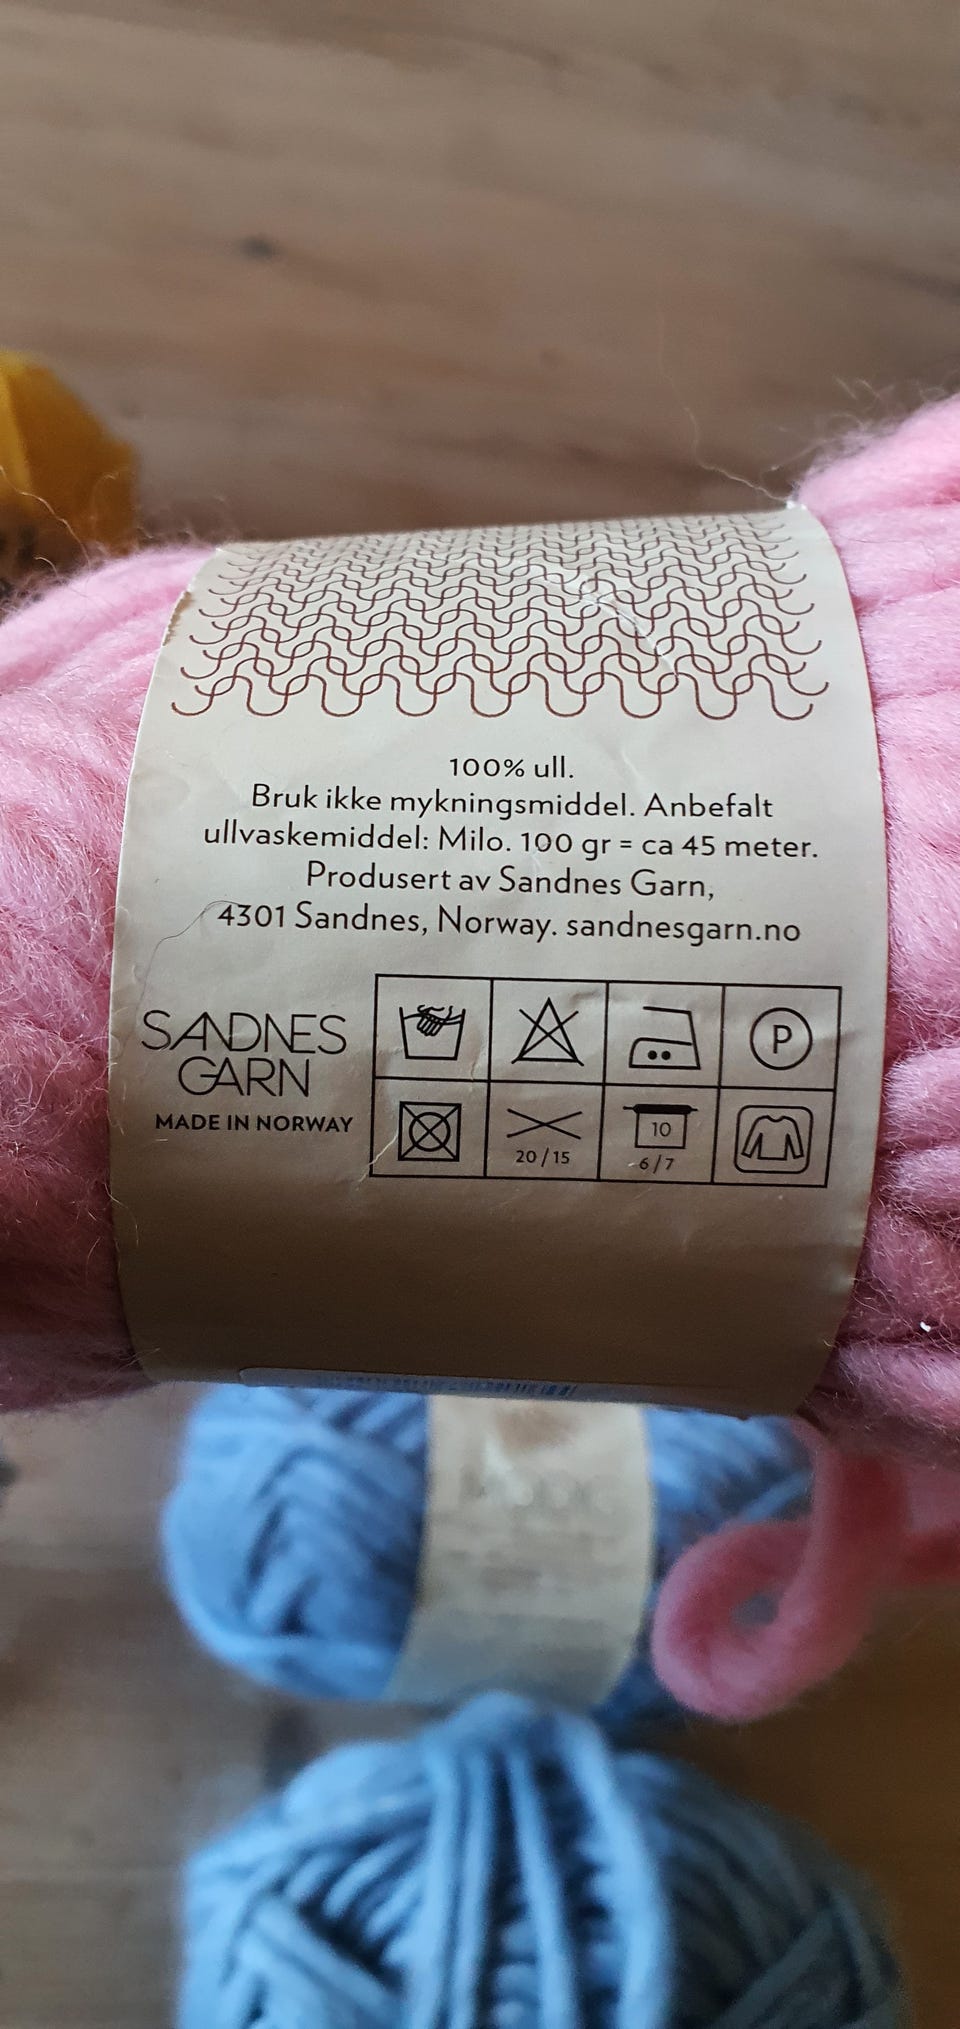 100% ull.
Bruk ikke mykningsmiddel. Anbefalt
ullvaskemiddel: Milo. 100 gr = ca 45 meter.
Produsert av Sandnes Garn,
4301 Sandnes, Norway. sandnesgarn.no
SANDNES
GARN
MADE IN NORWAY
P
20/15
10
6/7